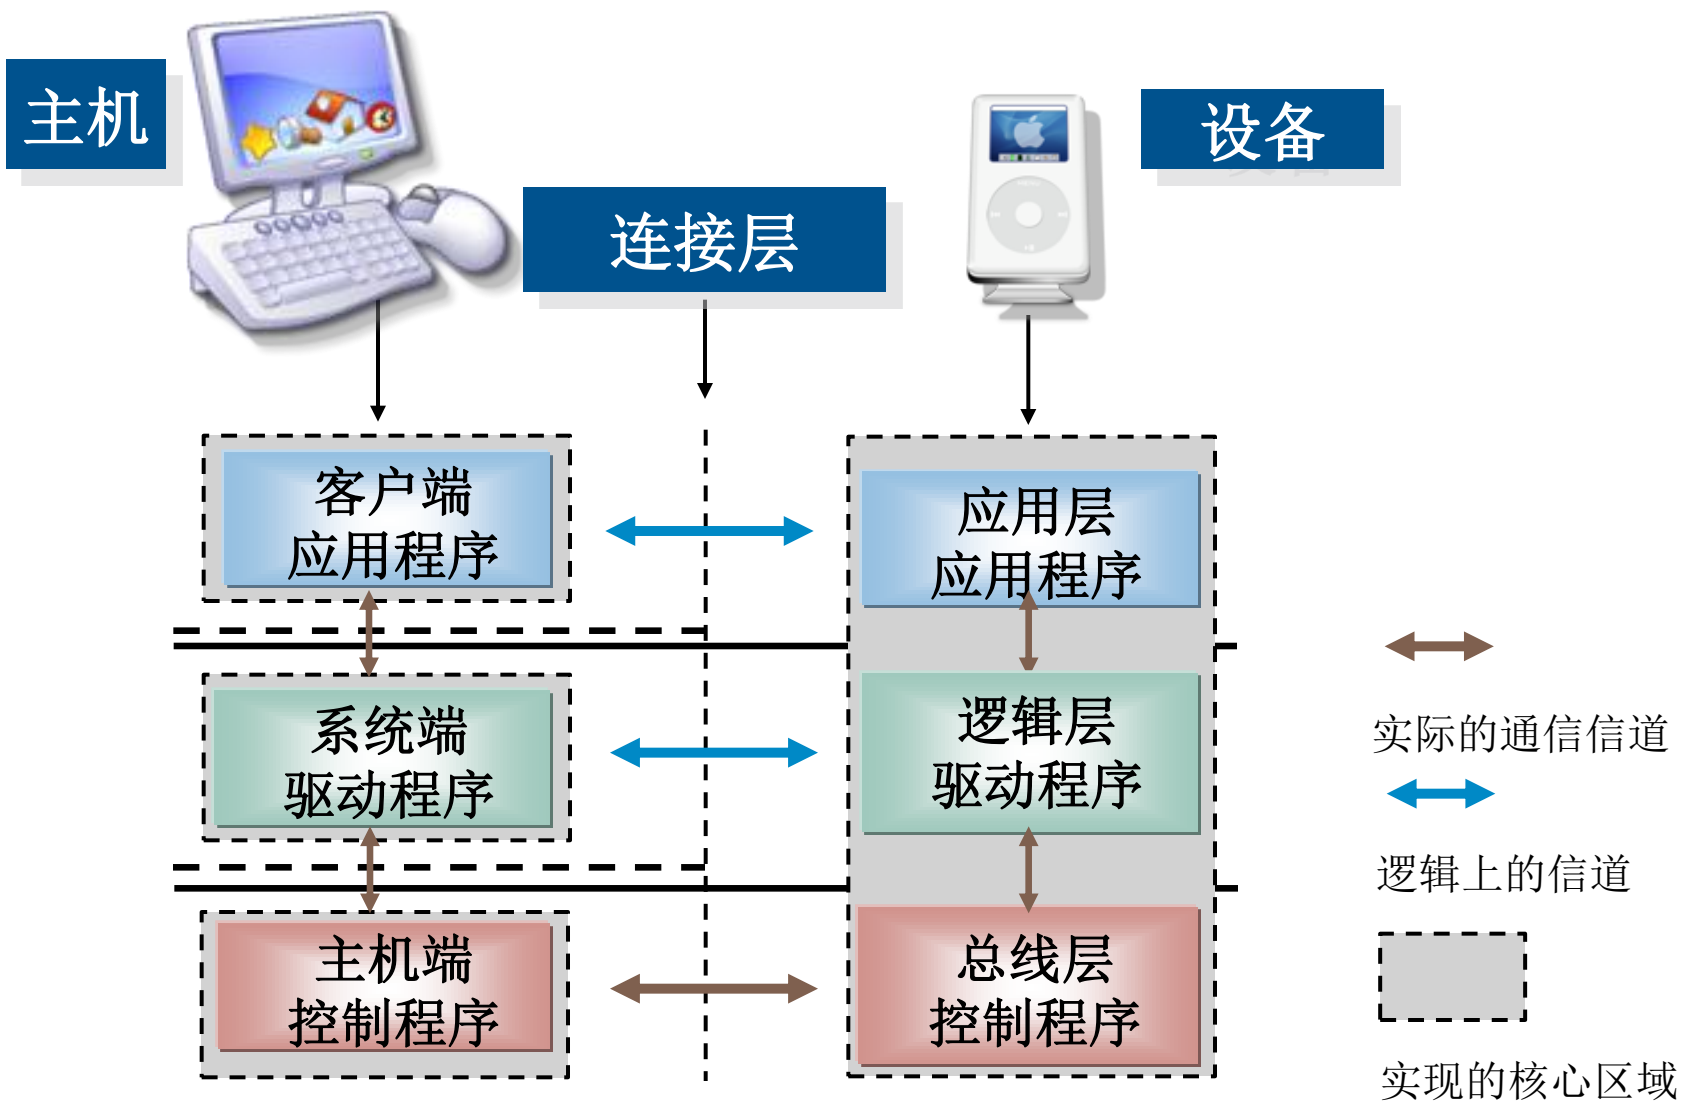 主机
设备
连接层
客户端
应用程序
应用层
应用程序
系统端
驱动程序
逻辑层
驱动程序
实际的通信信道
逻辑上的信道
主机端
控制程序
总线层
控制程序
实现的核心区域